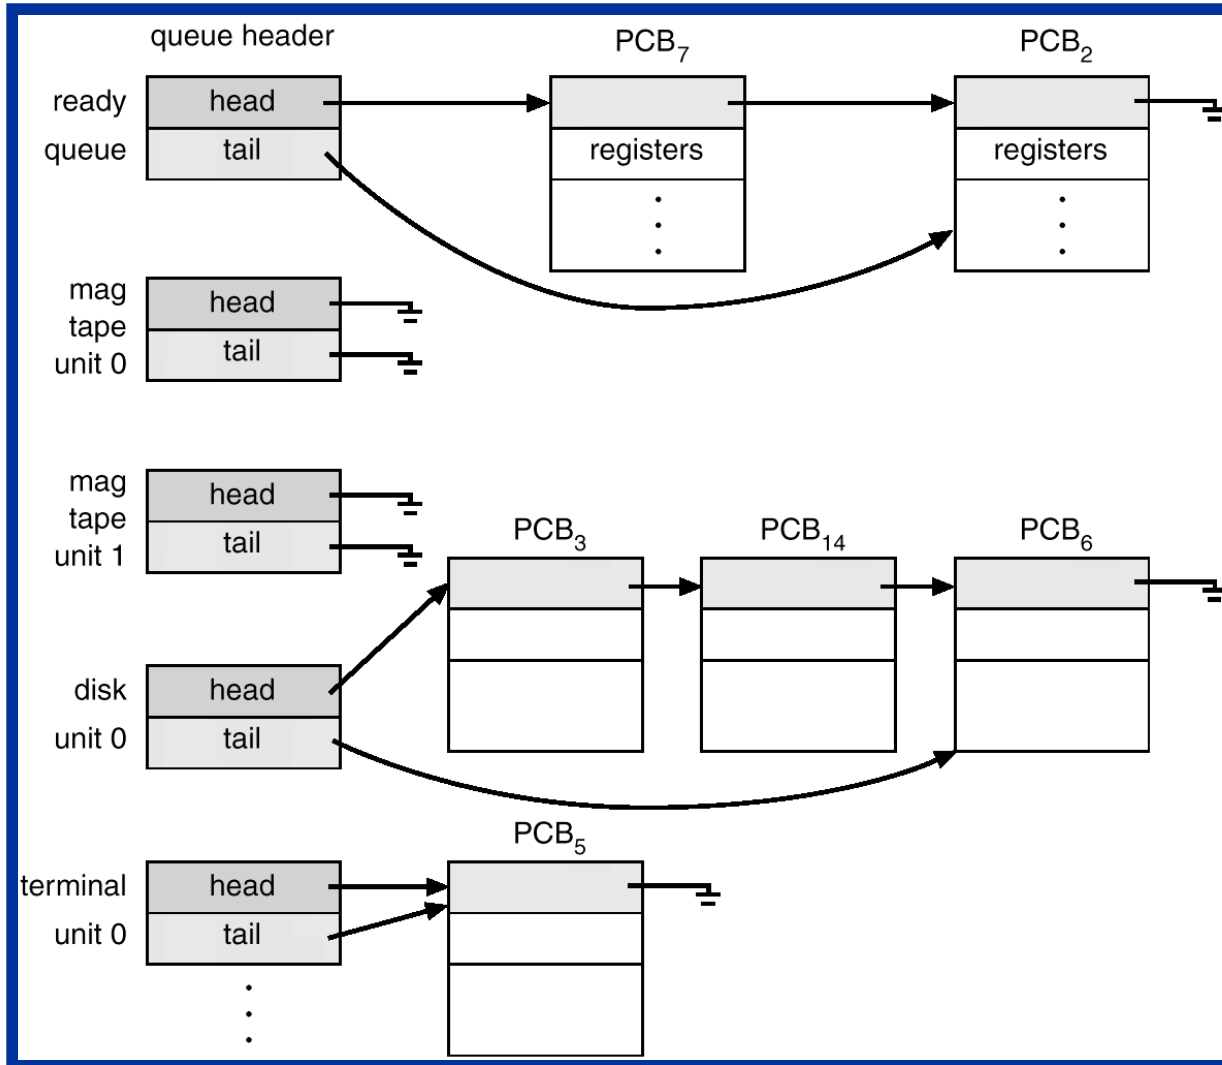 queue header
PCB7
PCB2
ready
head
queue
tail
registers
registers
mag
head
tape
unit 0
tail
mag
head
tape
unit 1
tail
PCB3
PCB14
PCB6
disk
head
unit 0
tail
PCB5
terminal
head
unit 0
tail